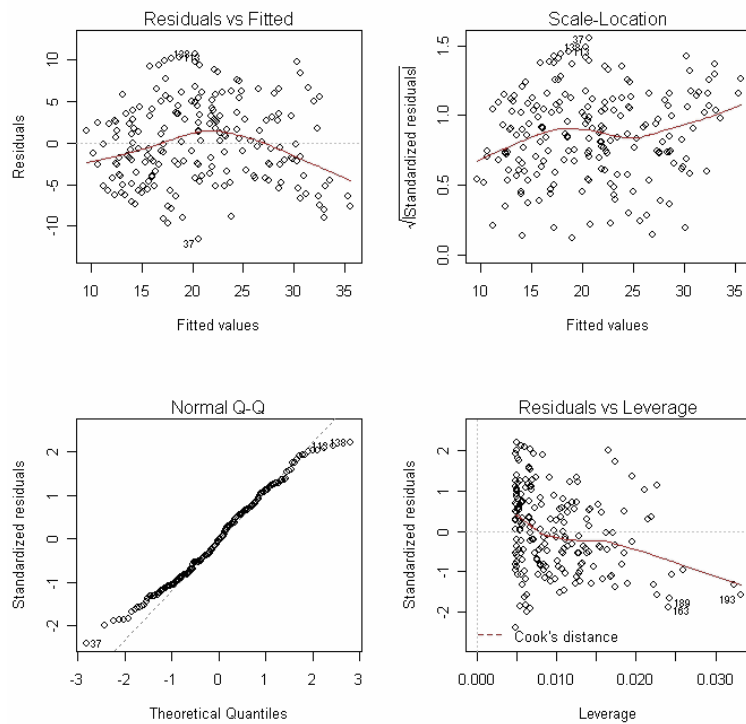 Residuals vs Fitted
Residuals
10
5
0
-5
-10
138
113
37
10 15 20 25 30 35
Fitted values
Scale-Location
√|Standardized residuals|
1.5
1.0
0.5
0.0
37
138
113
10 15 20 25 30 35
Fitted values
Normal Q-Q
Standardized residuals
2
1
0
-1
-2
113
138
37
-3 -2 -1 0 1 2 3
Theoretical Quantiles
Residuals vs Leverage
Standardized residuals
2
1
0
-1
-2
189
163
193
Cook's distance
0.000 0.010 0.020 0.030
Leverage